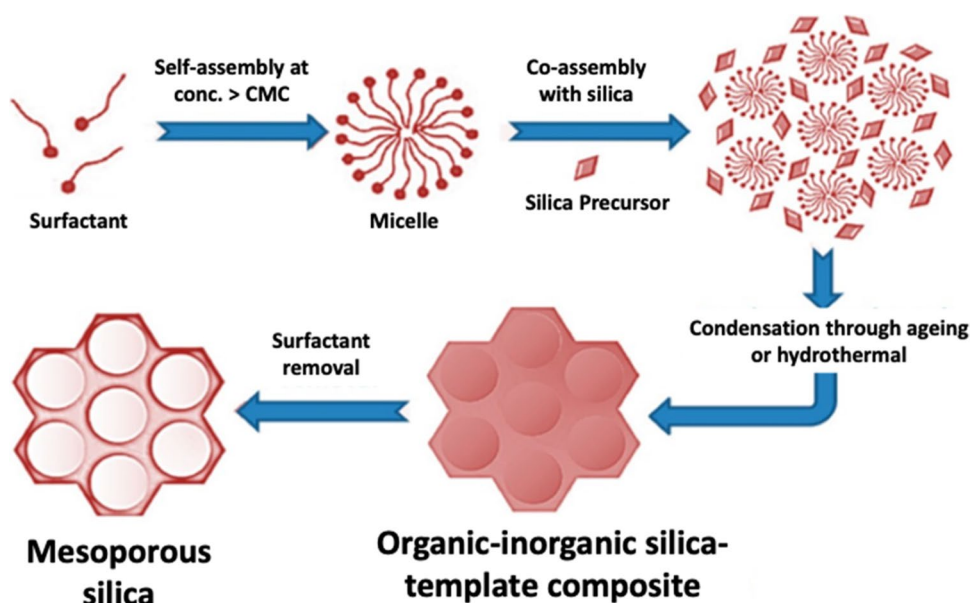 Self-assembly at
conc. > CMC
Surfactant
Micelle
Co-assembly
with silica
Silica Precursor
Condensation through ageing
or hydrothermal
Surfactant
removal
Organic-inorganic silica-
template composite
Mesoporous
silica